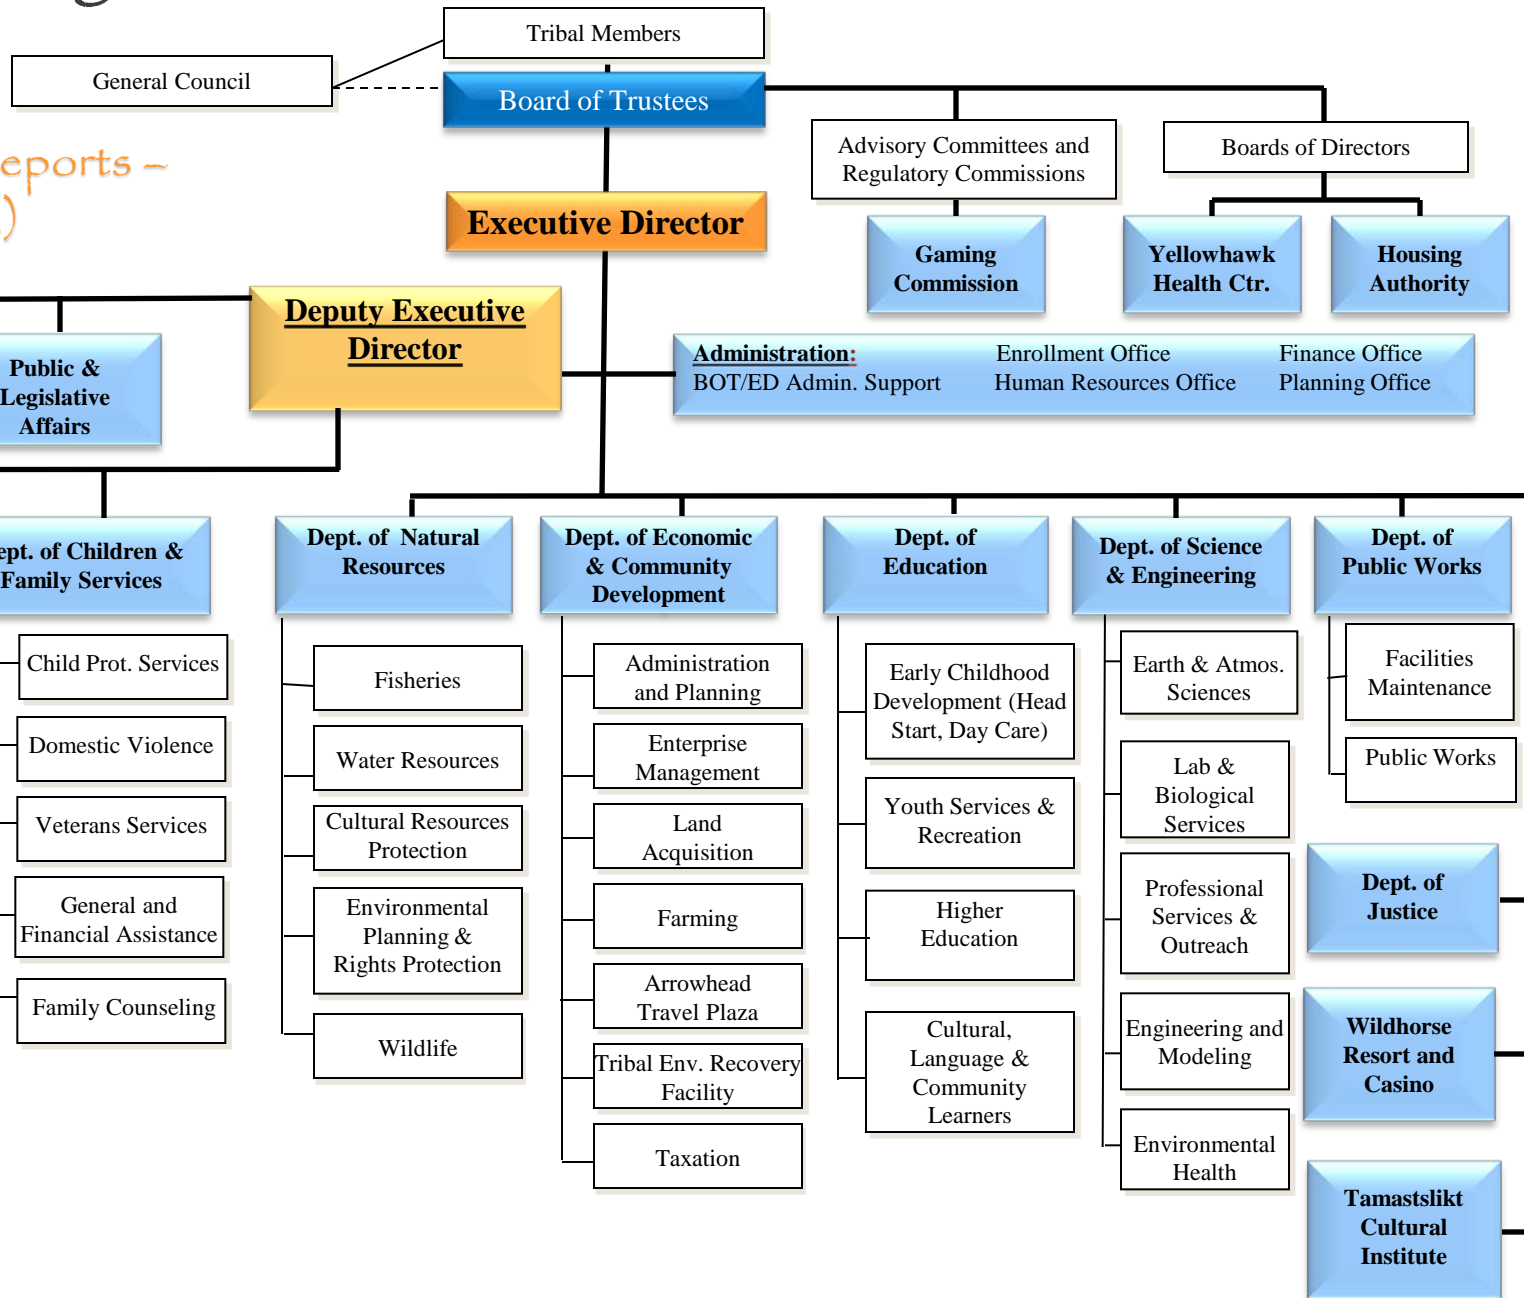 Tribal Members
General Council
Board of Trustees
eports –
)
Advisory Committees and
Regulatory Commissions
Boards of Directors
Executive Director
Gaming
Commission
Yellowhawk
Health Ctr.
Housing
Authority
Deputy Executive
Director
Administration:
Enrollment Office
Finance Office
BOT/ED Admin. Support
Human Resources Office
Planning Office
Public &
Legislative
Affairs
ept. of Children &
Family Services
Child Prot. Services
Domestic Violence
Veterans Services
General and
Financial Assistance
Family Counseling
Dept. of Natural
Resources
Fisheries
Water Resources
Cultural Resources
Protection
Environmental
Planning &
Rights Protection
Wildlife
Dept. of Economic
& Community
Development
Administration
and Planning
Enterprise
Management
Land
Acquisition
Farming
Arrowhead
Travel Plaza
Tribal Env. Recovery
Facility
Taxation
Dept. of
Education
Early Childhood
Development (Head
Start, Day Care)
Youth Services &
Recreation
Higher
Education
Cultural,
Language &
Community
Learners
Dept. of Science
& Engineering
Earth & Atmos.
Sciences
Lab &
Biological
Services
Professional
Services &
Outreach
Engineering and
Modeling
Environmental
Health
Dept. of
Public Works
Facilities
Maintenance
Public Works
Dept. of
Justice
Wildhorse
Resort and
Casino
Tamastslikt
Cultural
Institute